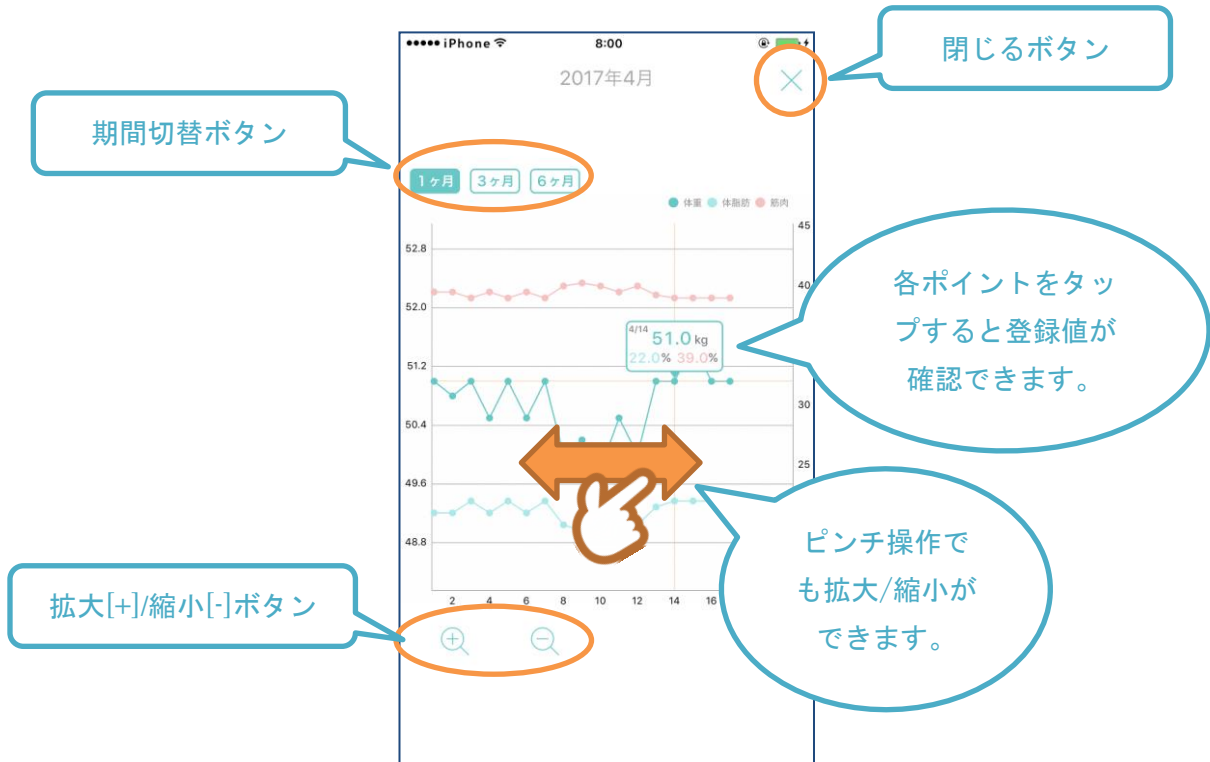 ●●●●● iPhone
8:00
2017年4月
閉じるボタン
期間切替ボタン
1ヶ月
3ヶ月
6ヶ月
体重
体脂肪
筋肉
52.8
52.0
51.2
50.4
49.6
48.8
45
40
30
25
4/14
51.0 kg
22.0% 39.0%
各ポイントをタッ
プすると登録値が
確認できます。
ピンチ操作で
も拡大/縮小が
できます。
2 4 6 8 10 12 14 16
拡大[+]/縮小[-]ボタン